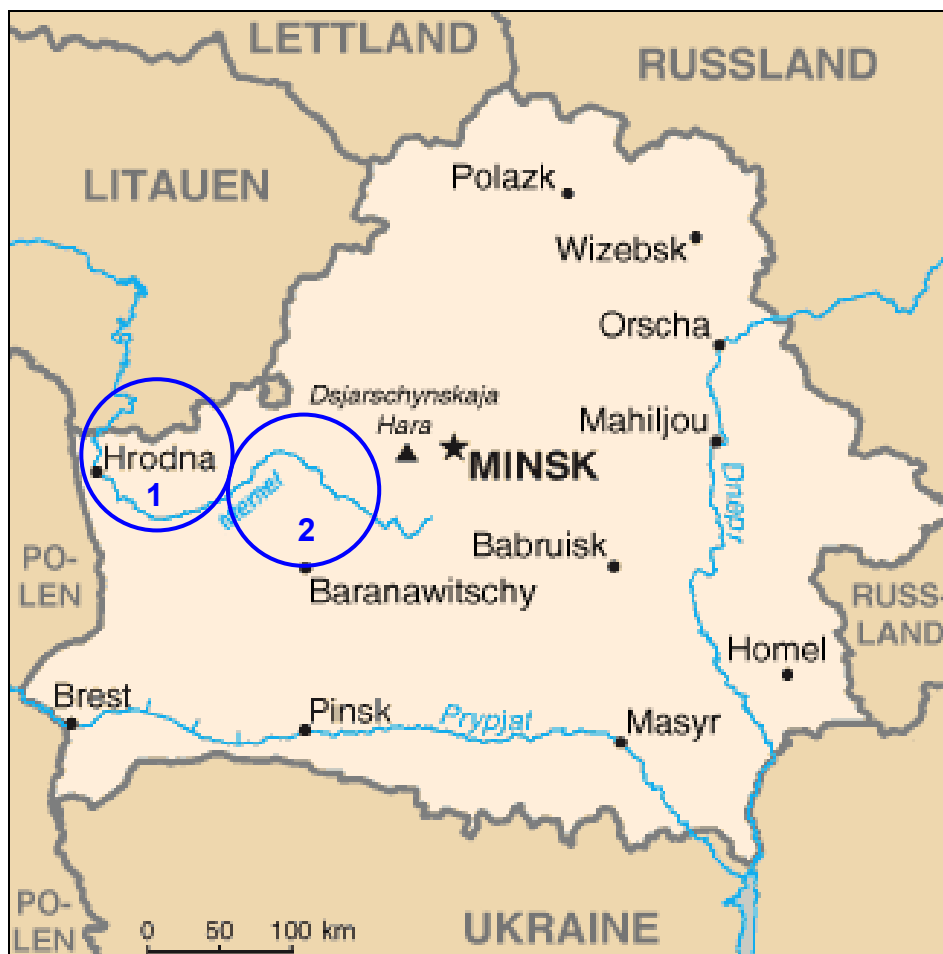 LETTLAND
RUSSLAND
LITAUEN
Polazk
Wizebsk
Orscha
Dsjarschynskaja
Hara
Mahiljou
MINSK
Hrodna
1
Memel
2
Dnepr
Babruisk
PO-
LEN
Baranawitschy
RUSS-
LAND
Homel
Brest
Pinsk
Prypjat
Masyr
PO-
LEN
0 50 100 km
UKRAINE